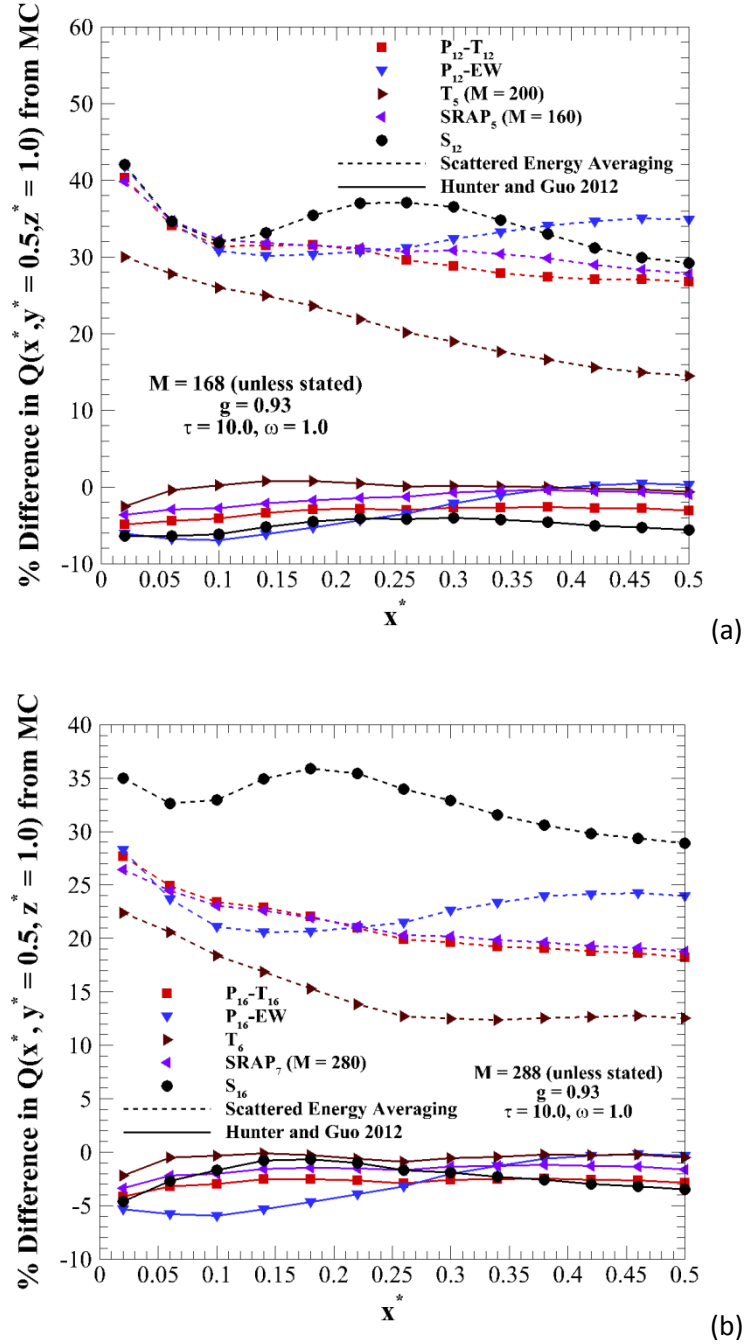 % Difference in Q(x*,y* = 0.5,z* = 1.0) from MC
60
50
40
30
20
10
0
-10
P12-T12
P12-EW
T5 (M = 200)
SRAP5 (M = 160)
S12
Scattered Energy Averaging
Hunter and Guo 2012
M = 168 (unless stated)
g = 0.93
τ = 10.0, ω = 1.0
0 0.05 0.1 0.15 0.2 0.25 0.3 0.35 0.4 0.45 0.5
x*
(a)
% Difference in Q(x*, y* = 0.5, z* = 1.0) from MC
40
35
30
25
20
15
10
5
0
-5
-10
P16-T16
P16-EW
T6
SRAP7 (M = 280)
S16
Scattered Energy Averaging
Hunter and Guo 2012
M = 288 (unless stated)
g = 0.93
τ = 10.0, ω = 1.0
0 0.05 0.1 0.15 0.2 0.25 0.3 0.35 0.4 0.45 0.5
x*
(b)